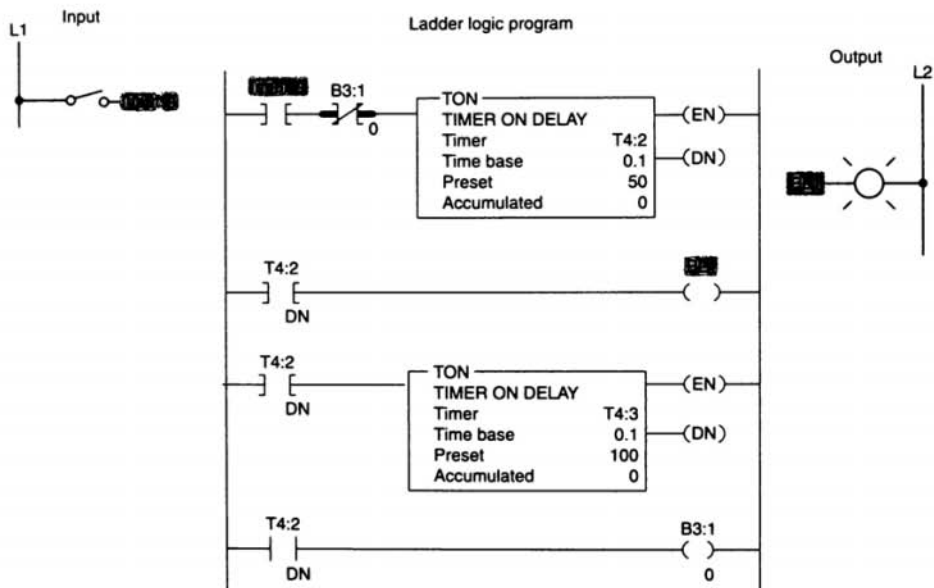 Input
L1
Ladder logic program
Output
L2
B3:1
0
TON
TIMER ON DELAY
Timer T4:2
Time base 0.1
Preset 50
Accumulated 0
(EN)
(DN)
T4:2
DN
T4:2
DN
TON
TIMER ON DELAY
Timer T4:3
Time base 0.1
Preset 100
Accumulated 0
(EN)
(DN)
T4:2
DN
B3:1
0